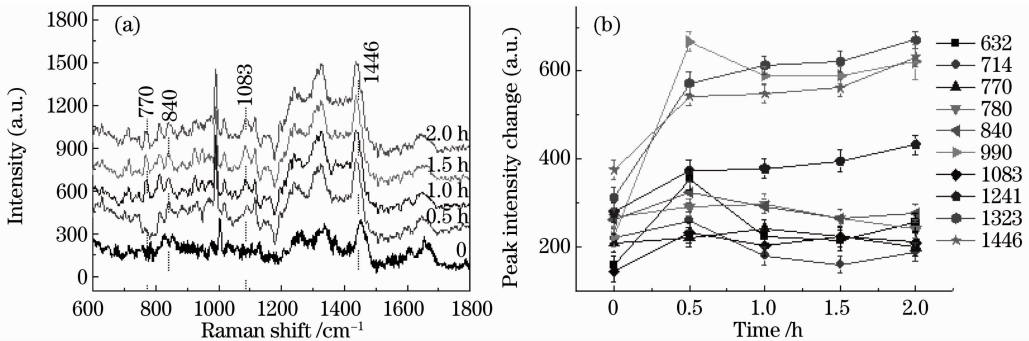 (a)
1800
1500
1200
900
600
300
0
Intensity (a.u.)
770
840
1083
1446
2.0 h
1.5 h
1.0 h
0.5 h
0
600 800 1000 1200 1400 1600 1800
Raman shift /cm−1
(b)
600
400
200
Peak intensity change (a.u.)
0 0.5 1.0 1.5 2.0
Time /h
632
714
770
780
840
990
1083
1241
1323
1446